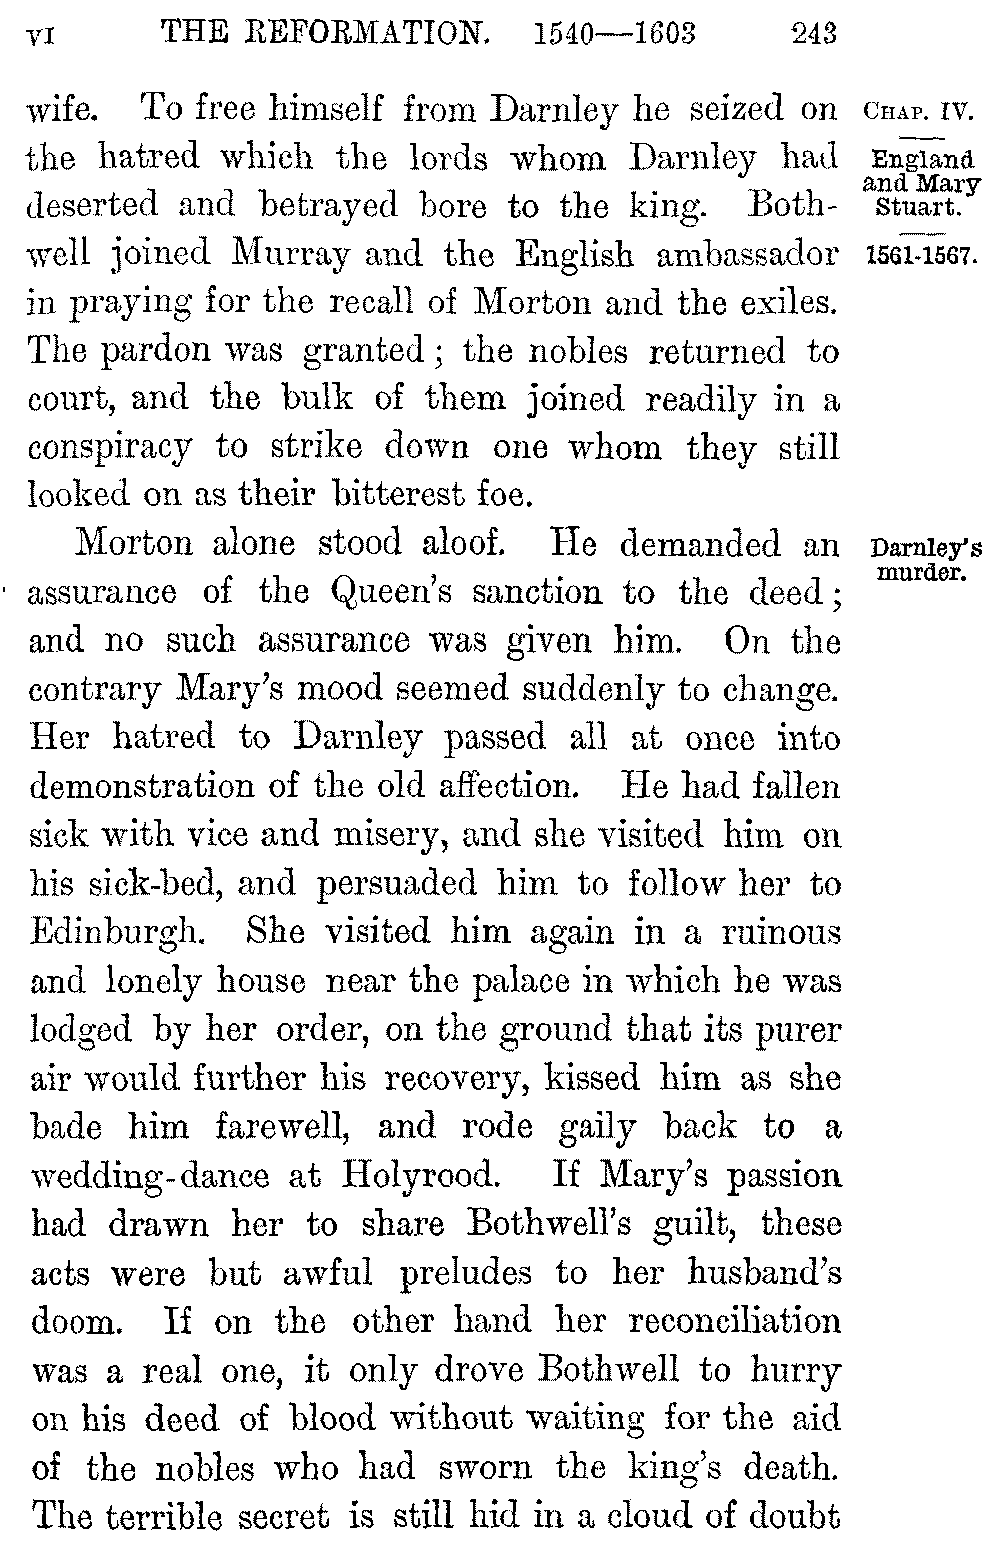 VI THE REFORMATION. 1540—1603 243
wife. To free himself from Darnley he seized on
the hatred which the lords whom Darnley had
deserted and betrayed bore to the king. Both-
well joined Murray and the English ambassador
in praying for the recall of Morton and the exiles.
The pardon was granted; the nobles returned to
court, and the bulk of them joined readily in a
conspiracy to strike down one whom they still
looked on as their bitterest foe.
CHAP. IV.
England
and Mary
Stuart.
1561-1567.
Morton alone stood aloof. He demanded an
assurance of the Queen's sanction to the deed;
and no such assurance was given him. On the
contrary Mary's mood seemed suddenly to change.
Her hatred to Darnley passed all at once into
demonstration of the old affection. He had fallen
sick with vice and misery, and she visited him on
his sick-bed, and persuaded him to follow her to
Edinburgh. She visited him again in a ruinous
and lonely house near the palace in which he was
lodged by her order, on the ground that its purer
air would further his recovery, kissed him as she
bade him farewell, and rode gaily back to a
wedding-dance at Holyrood. If Mary's passion
had drawn her to share Bothwell's guilt, these
acts were but awful preludes to her husband's
doom. If on the other hand her reconciliation
was a real one, it only drove Bothwell to hurry
on his deed of blood without waiting for the aid
of the nobles who had sworn the king's death.
The terrible secret is still hid in a cloud of doubt
Darnley's
murder.